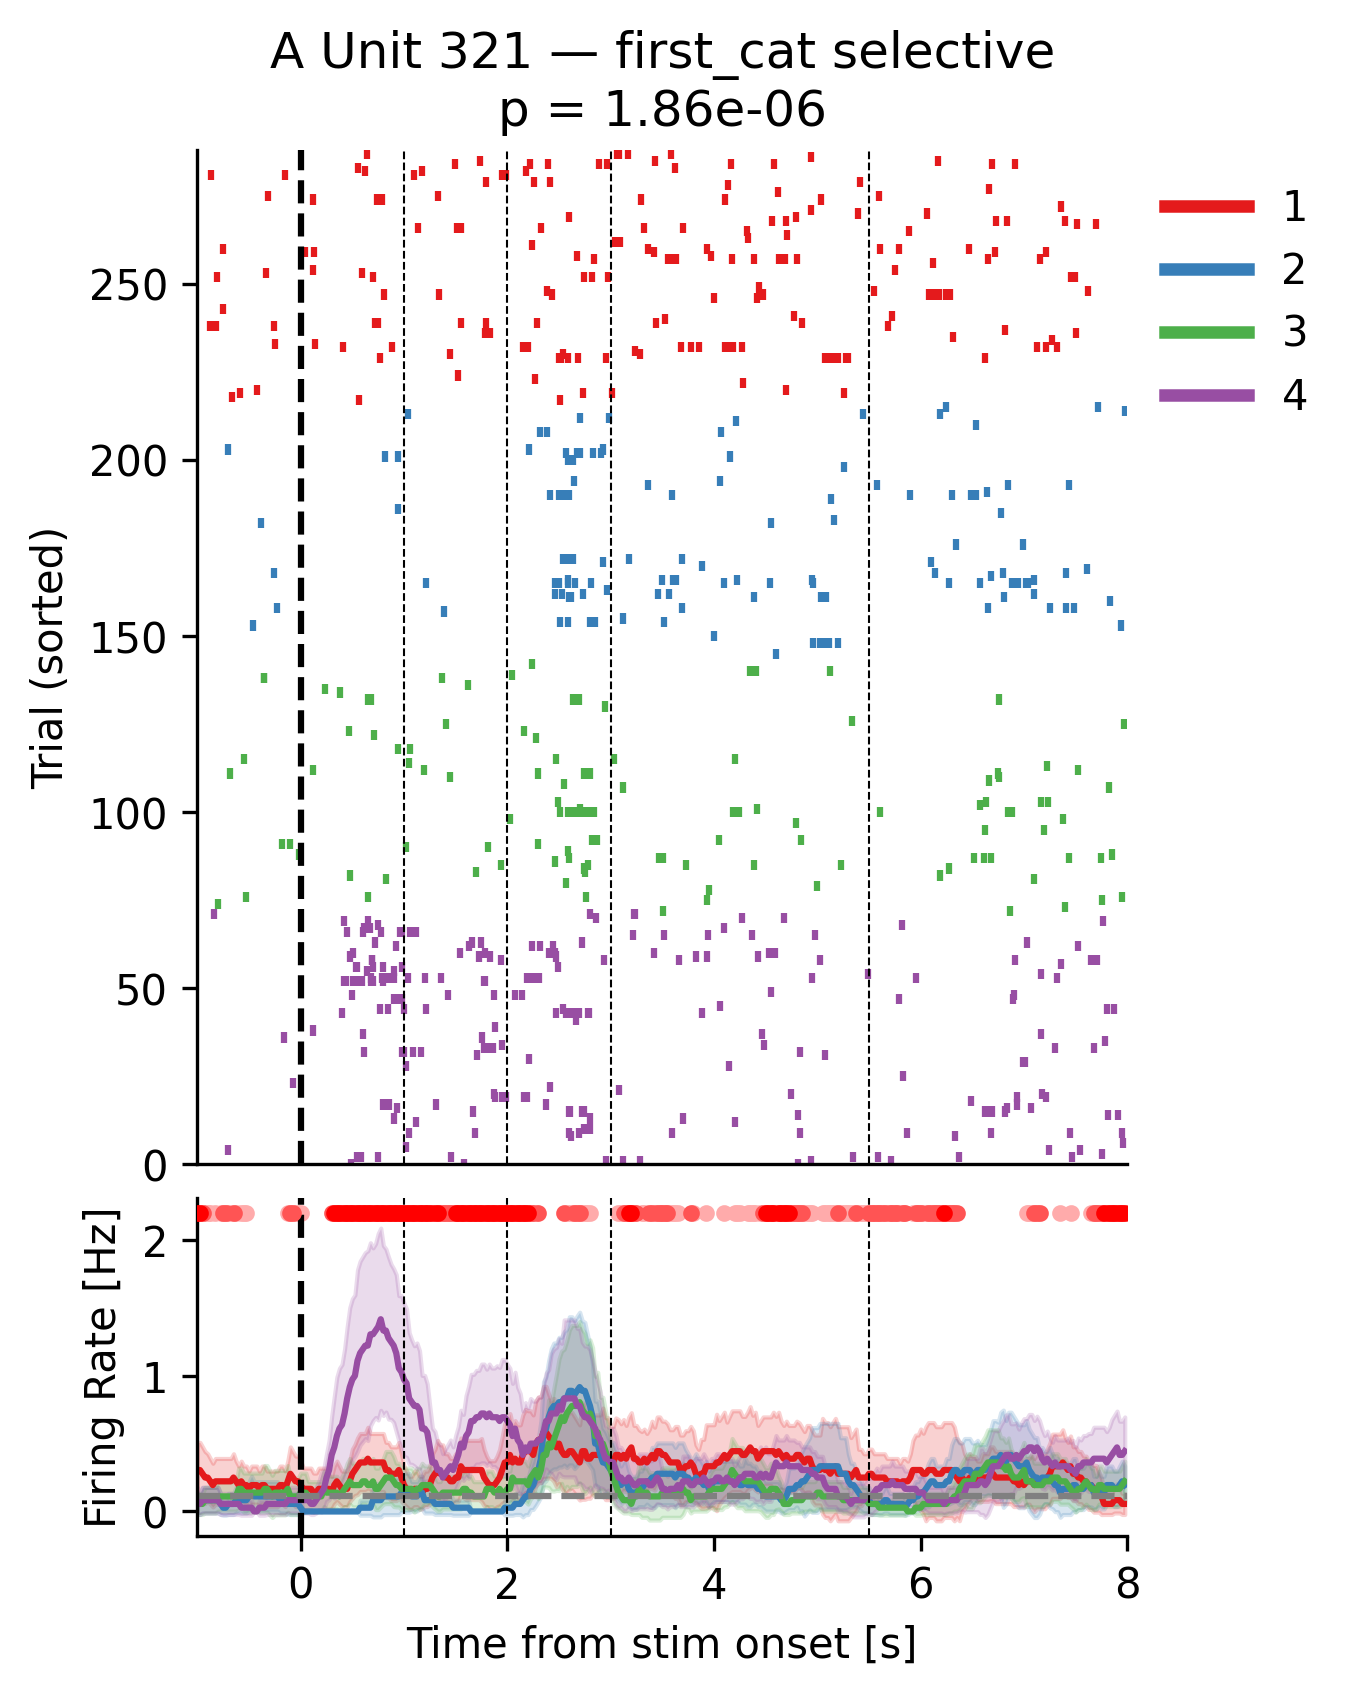 A Unit 321 — first_cat selective
p = 1.86e-06
1
2
3
4
250
200
150
100
50
0
Trial (sorted)
2
1
0
Firing Rate [Hz]
0 2 4 6 8
Time from stim onset [s]